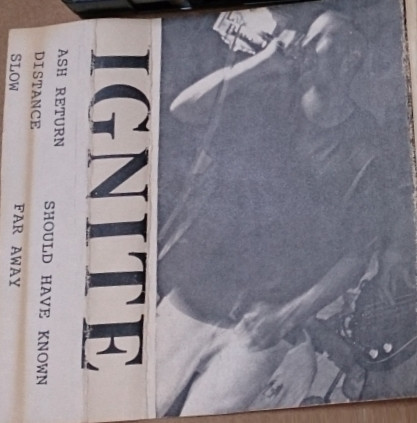 IGNITE
ASH RETURN
DISTANCE
SLOW
SHOULD HAVE KNOWN
FAR AWAY